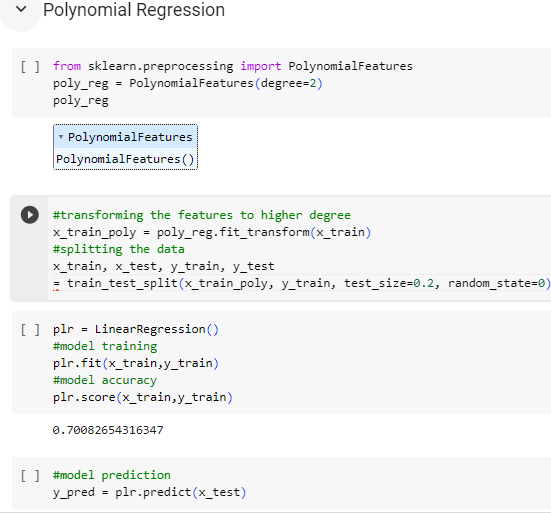 Polynomial Regression
[ ] from sklearn.preprocessing import PolynomialFeatures
poly_reg = PolynomialFeatures(degree=2)
poly_reg
▾ PolynomialFeatures
PolynomialFeatures()
#transforming the features to higher degree
x_train_poly = poly_reg.fit_transform(x_train)
#splitting the data
x_train, x_test, y_train, y_test
= train_test_split(x_train_poly, y_train, test_size=0.2, random_state=0)
[ ] plr = LinearRegression()
#model training
plr.fit(x_train,y_train)
#model accuracy
plr.score(x_train,y_train)
0.70082654316347
[ ] #model prediction
y_pred = plr.predict(x_test)